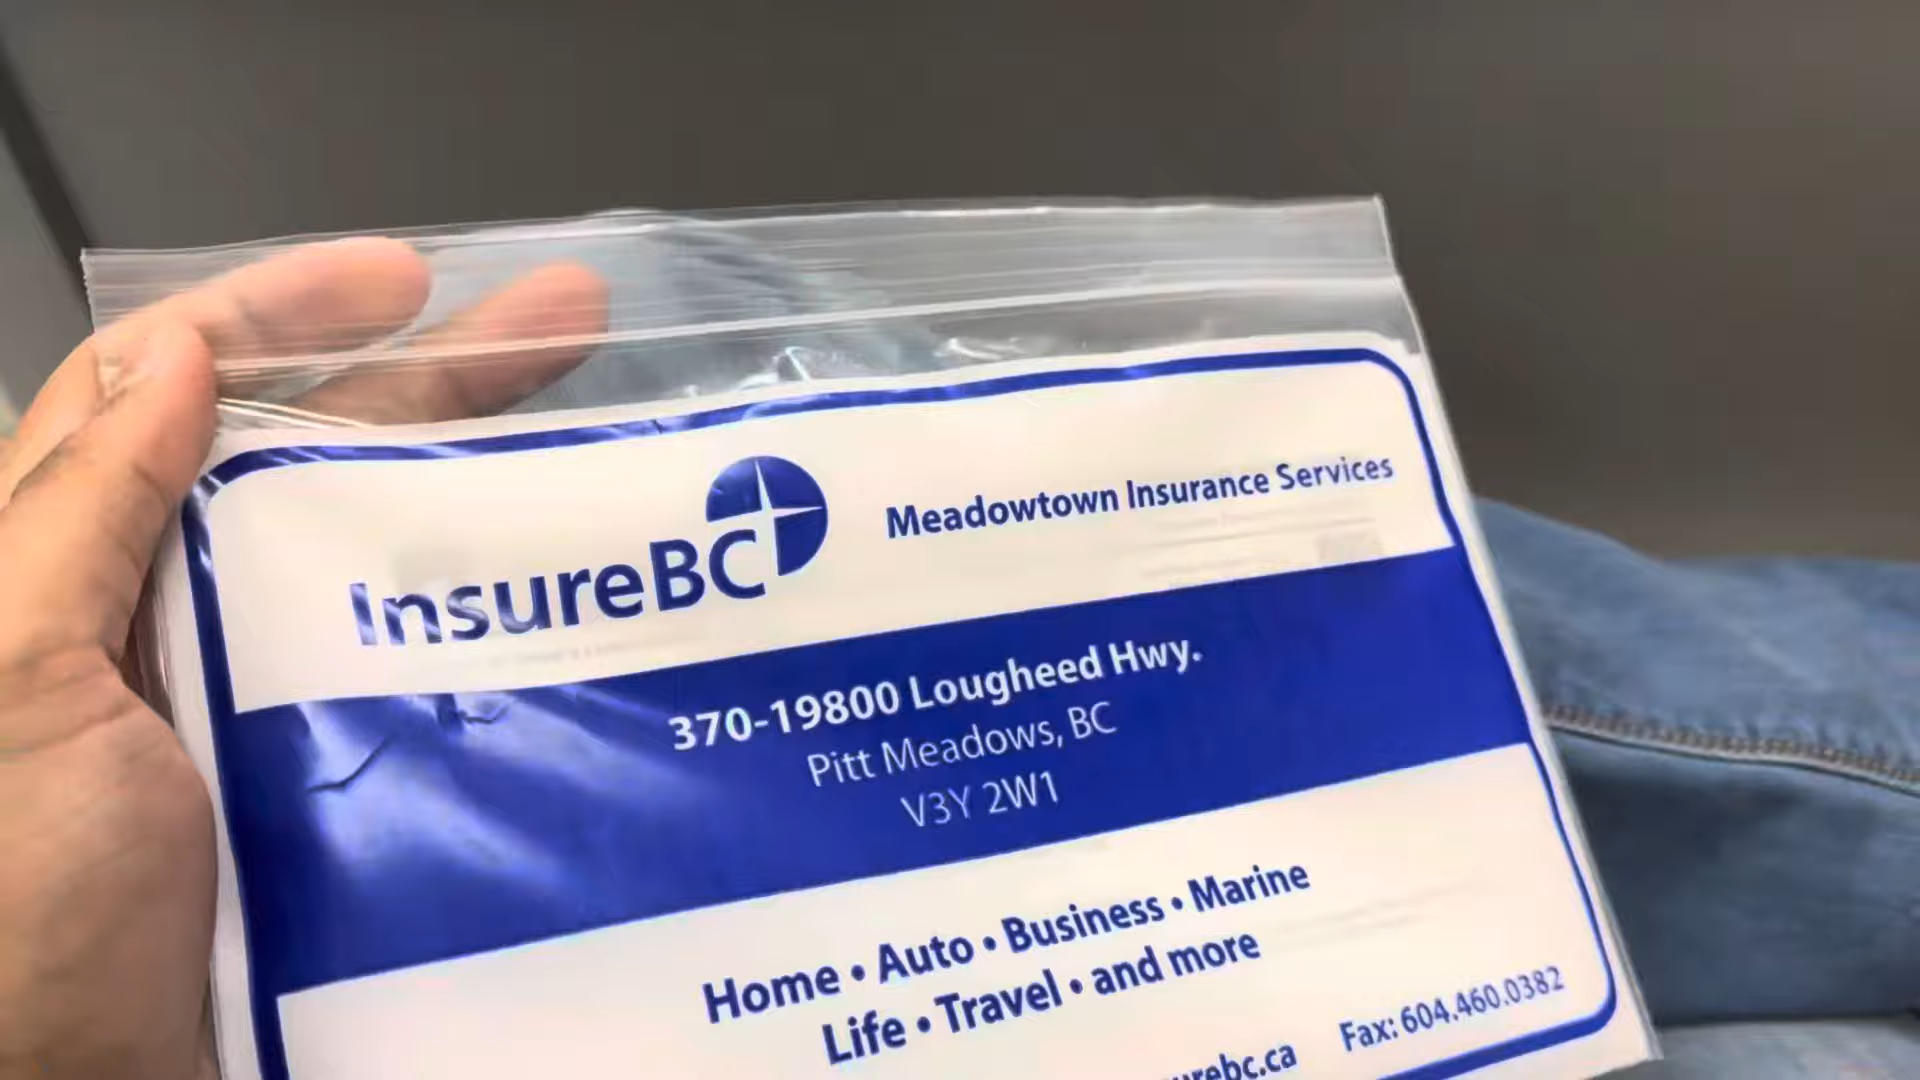 InsureBC
Meadowtown Insurance Services
370-19800 Lougheed Hwy.
Pitt Meadows, BC
V3Y 2W1
Home • Auto • Business • Marine
Life • Travel • and more
Fax: 604.460.0382